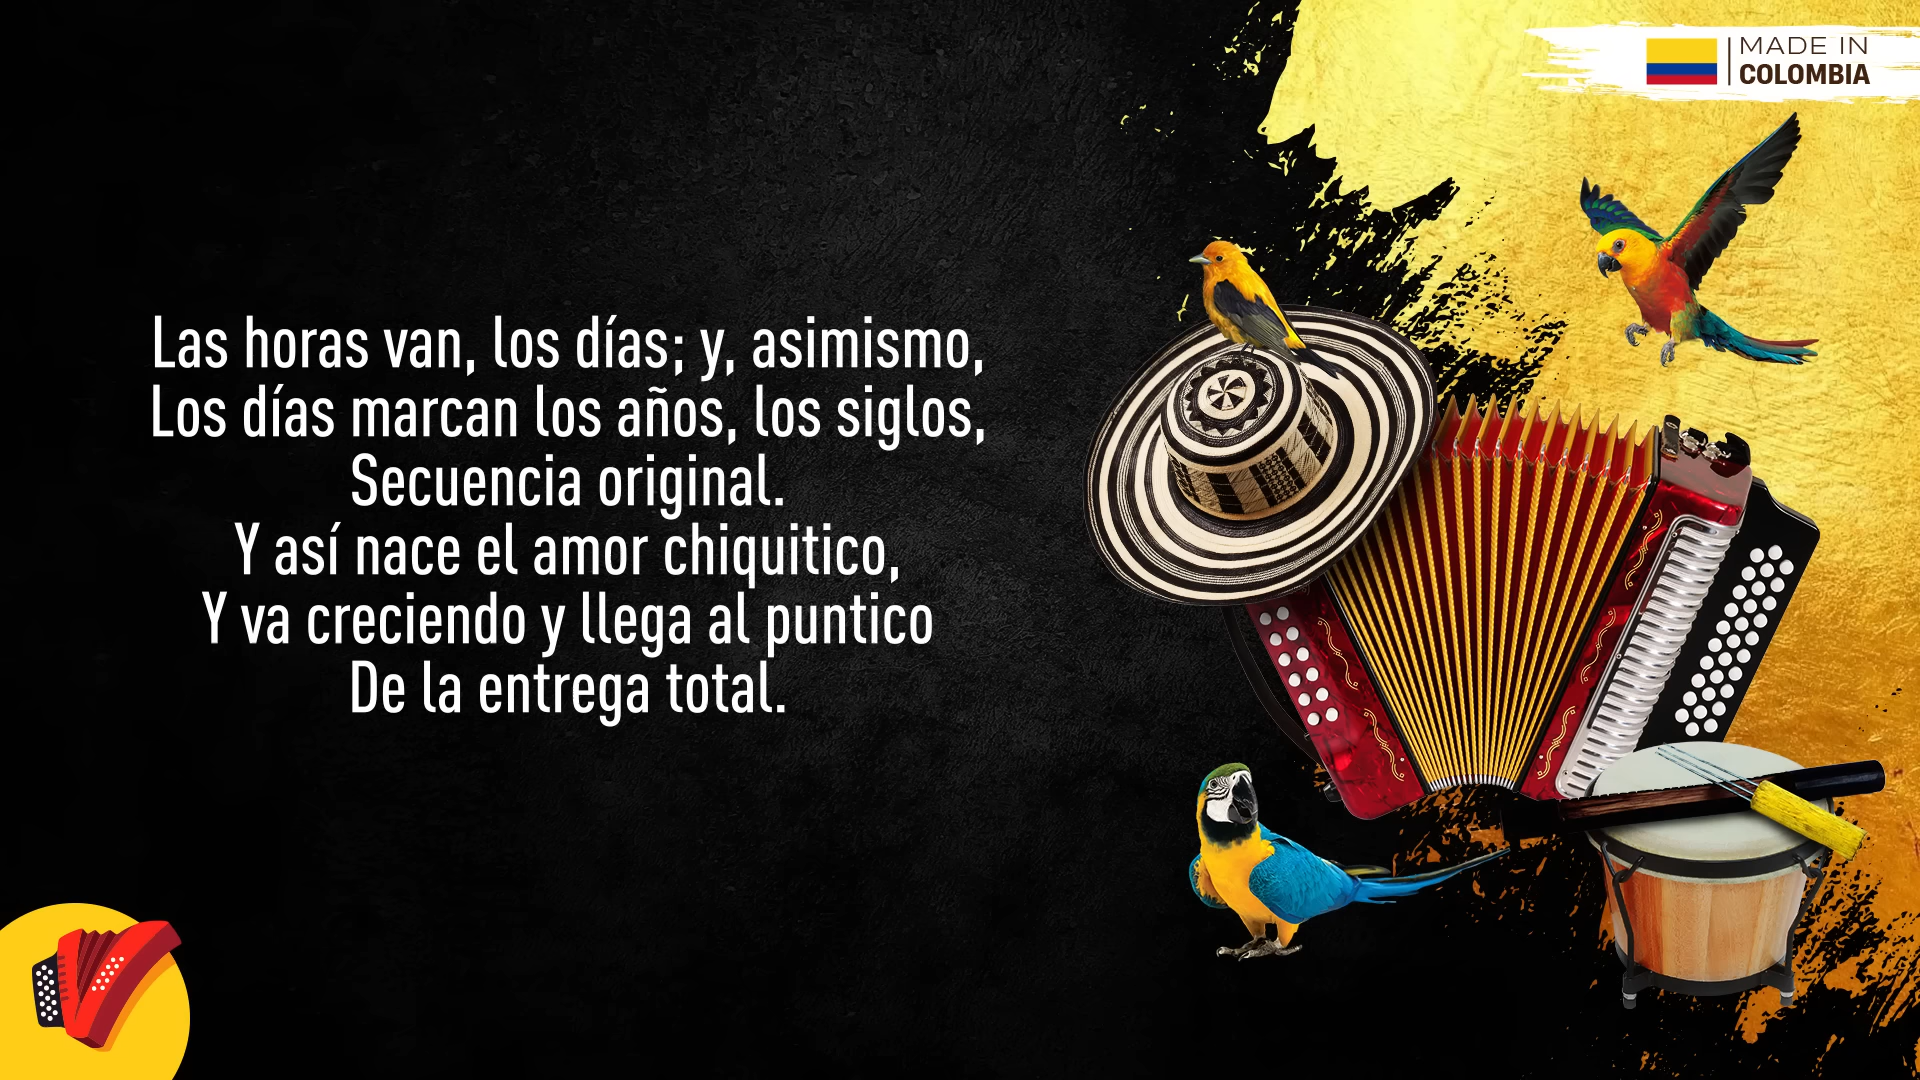 MADE IN
COLOMBIA
Las horas van, los días; y, asimismo,
Los días marcan los años, los siglos,
Secuencia original.
Y así nace el amor chiquitico,
Y va creciendo y llega al puntico
De la entrega total.